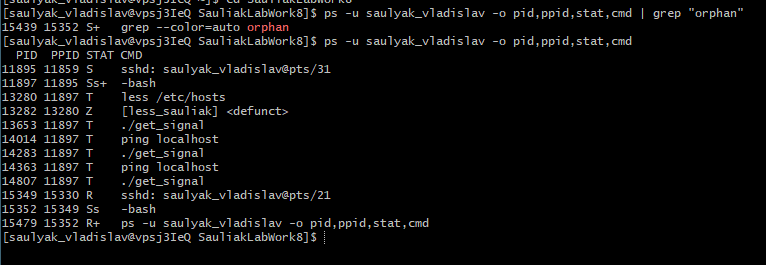 [saulyak_vladislav@vpsj3IeQ SauliakLabWork8]$ ps -u saulyak_vladislav -o pid,ppid,stat,cmd | grep "orphan"
15439 15352 S+   grep --color=auto orphan
[saulyak_vladislav@vpsj3IeQ SauliakLabWork8]$ ps -u saulyak_vladislav -o pid,ppid,stat,cmd
  PID  PPID STAT CMD
11895 11859 S    sshd: saulyak_vladislav@pts/31
11897 11895 Ss+  -bash
13280 11897 T    less /etc/hosts
13282 13280 Z    [less_sauliak] <defunct>
13653 11897 T    ./get_signal
14014 11897 T    ping localhost
14283 11897 T    ./get_signal
14363 11897 T    ping localhost
14807 11897 T    ./get_signal
15349 15330 R    sshd: saulyak_vladislav@pts/21
15352 15349 Ss   -bash
15479 15352 R+   ps -u saulyak_vladislav -o pid,ppid,stat,cmd
[saulyak_vladislav@vpsj3IeQ SauliakLabWork8]$